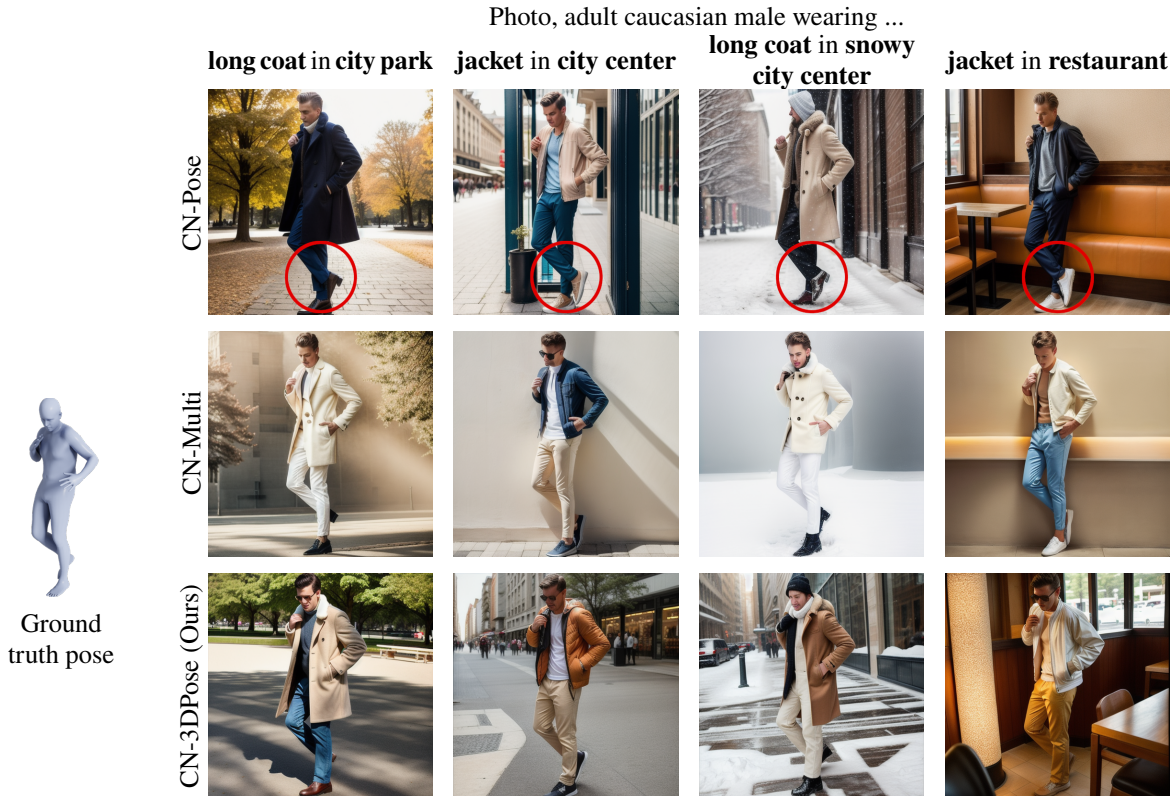 Photo, adult caucasian male wearing ...
long coat in city park
jacket in city center
long coat in snowy
city center
jacket in restaurant
CN-Pose
CN-Multi
CN-3DPose (Ours)
Ground
truth pose